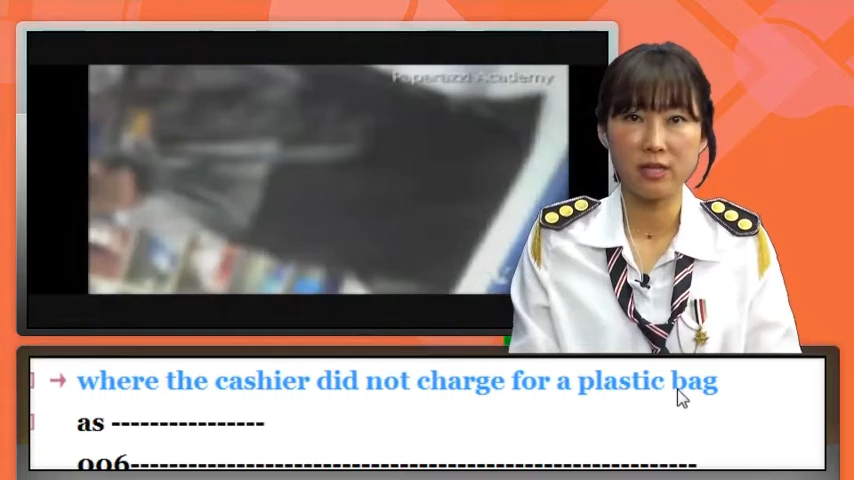 Paparazzi Academy
→ where the cashier did not charge for a plastic bag
as ----------------
006-----------------------------------------------------------------------